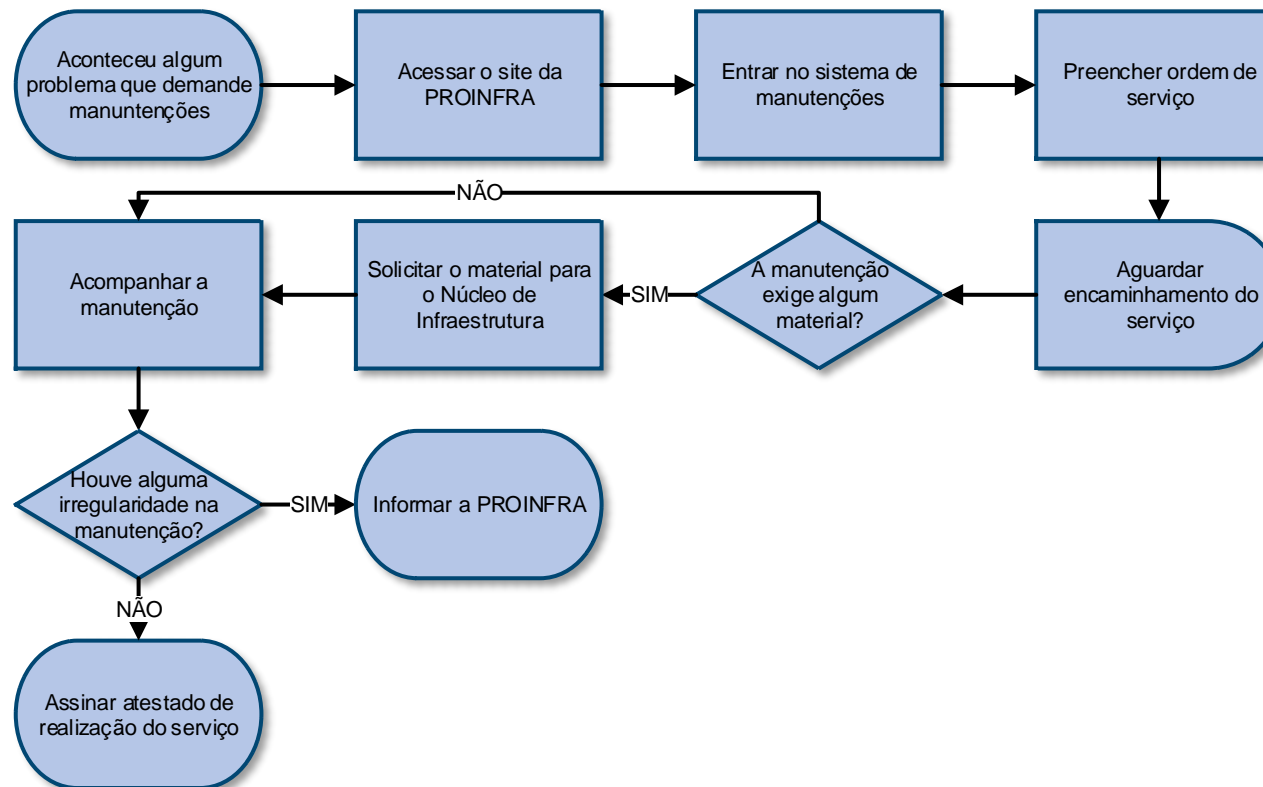 Aconteceu algum
problema que demande
manuntenções
Acessar o site da
PROINFRA
Entrar no sistema de
manutenções
Preencher ordem de
serviço
NÃO
Acompanhar a
manutenção
Solicitar o material para
o Núcleo de
Infraestrutura
SIM
A manutenção
exige algum
material?
Aguardar
encaminhamento do
serviço
Houve alguma
irregularidade na
manutenção?
SIM
Informar a PROINFRA
NÃO
Assinar atestado de
realização do serviço